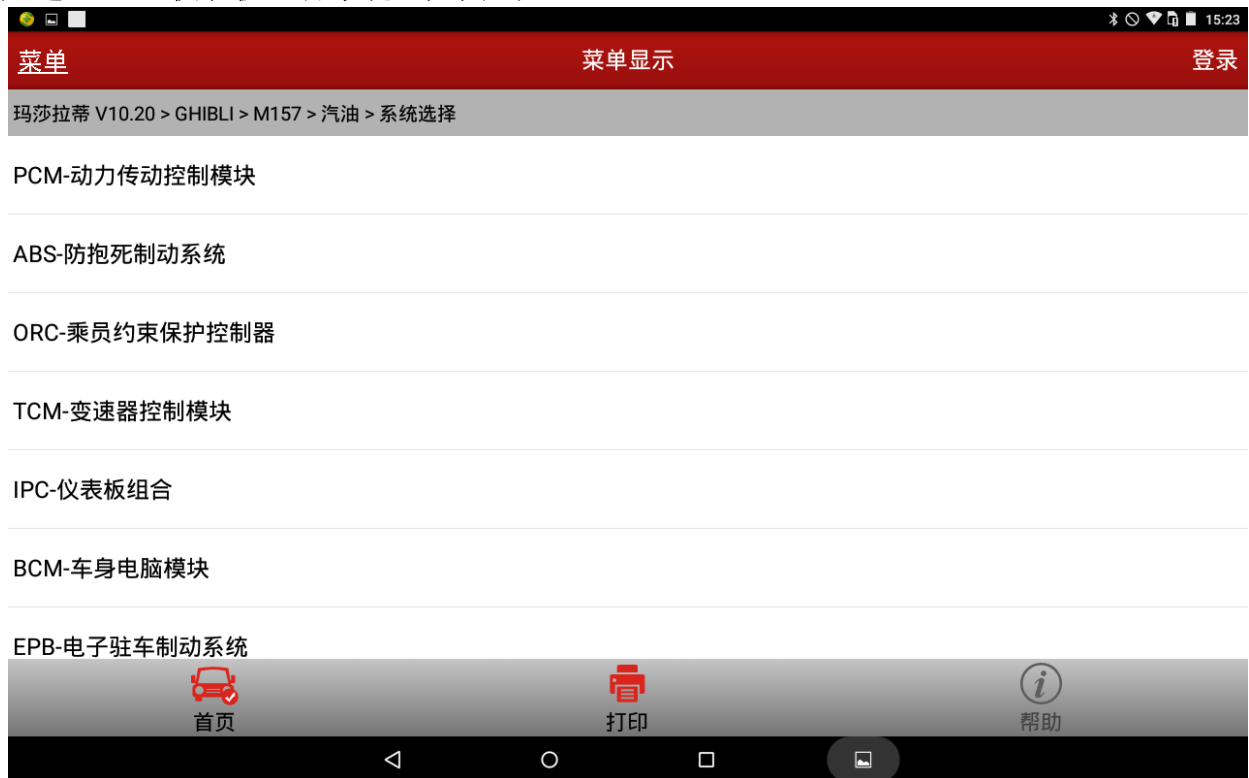 15:23
菜单 菜单显示 登录
玛莎拉蒂 V10.20 > GHIBLI > M157 > 汽油 > 系统选择
PCM-动力传动控制模块
ABS-防抱死制动系统
ORC-乘员约束保护控制器
TCM-变速器控制模块
IPC-仪表板组合
BCM-车身电脑模块
EPB-电子驻车制动系统
首页 打印 帮助